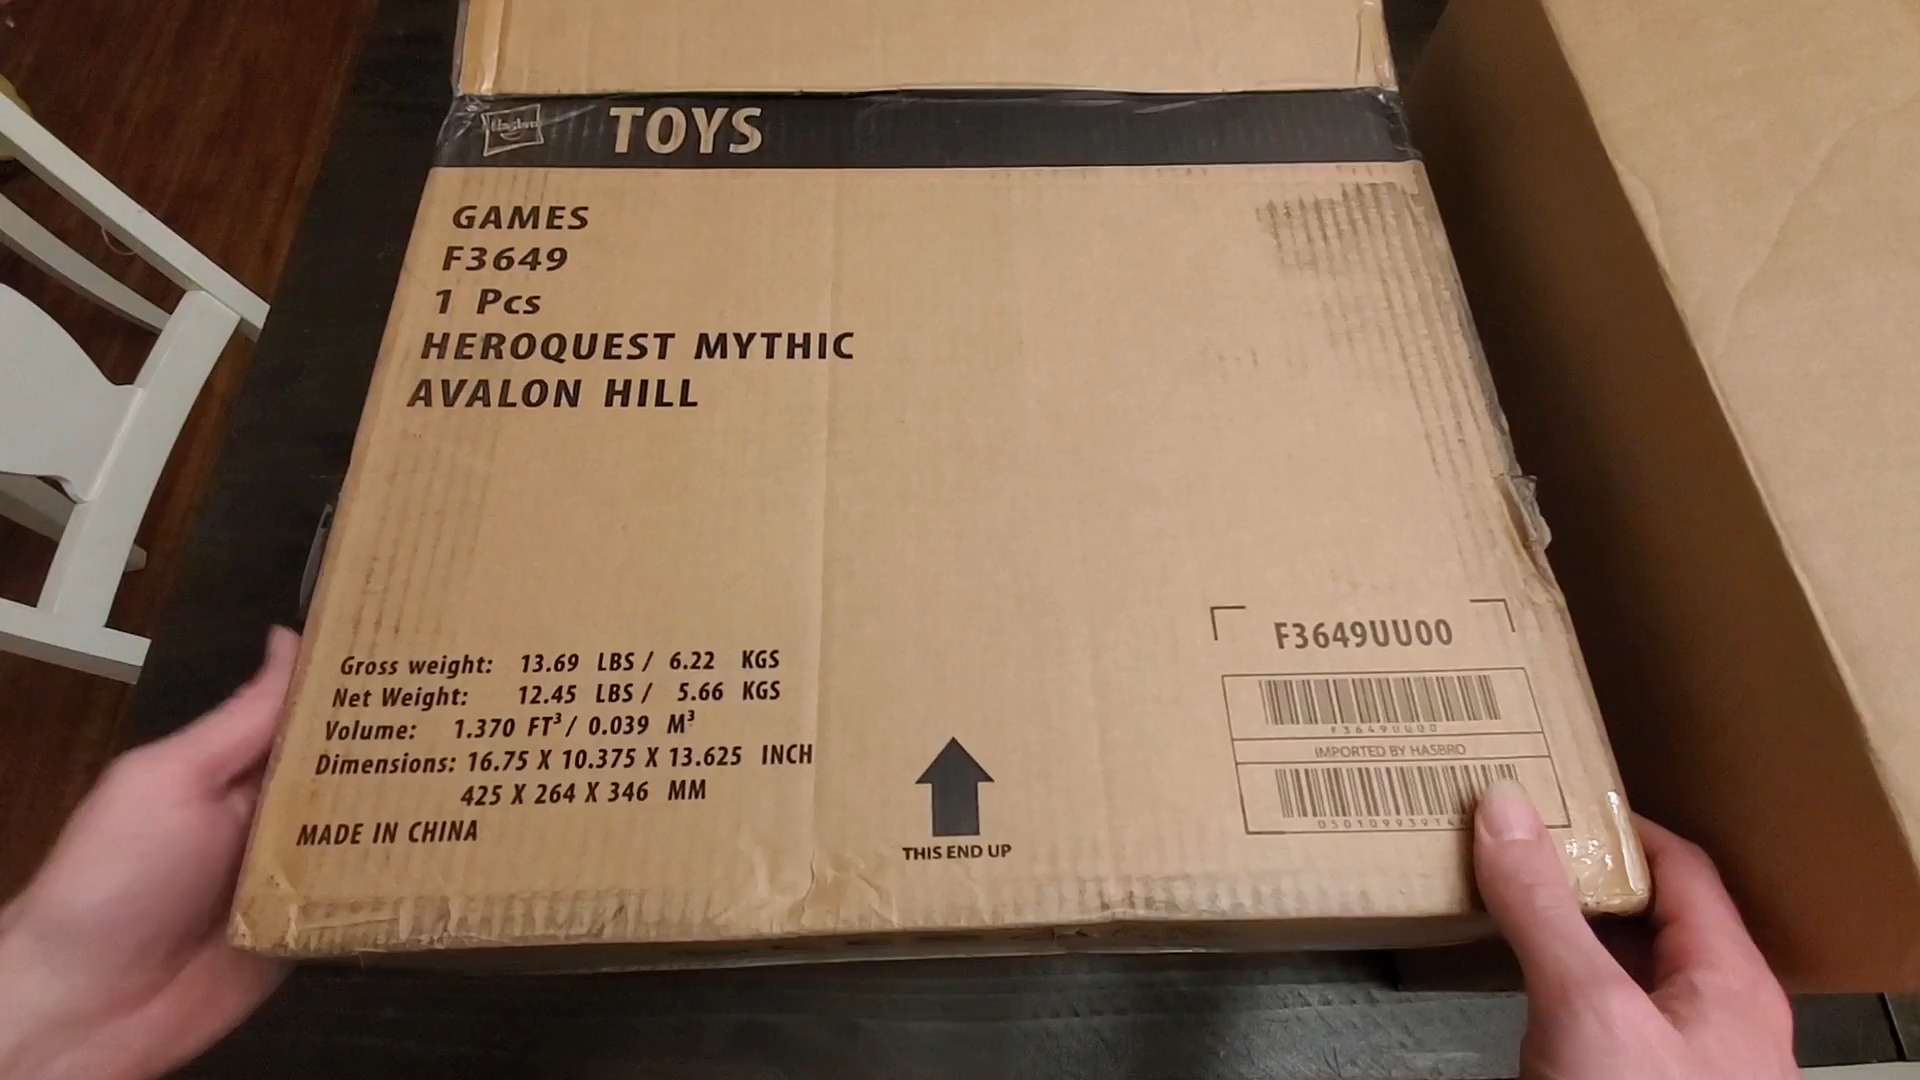 Hasbro TOYS
GAMES
F3649
1 Pcs
HEROQUEST MYTHIC
AVALON HILL
Gross weight: 13.69 LBS / 6.22 KGS
Net Weight: 12.45 LBS / 5.66 KGS
Volume: 1.370 FT³ / 0.039 M³
Dimensions: 16.75 X 10.375 X 13.625 INCH
425 X 264 X 346 MM
MADE IN CHINA
THIS END UP
F3649UU00
F3649UU00
IMPORTED BY HASBRO